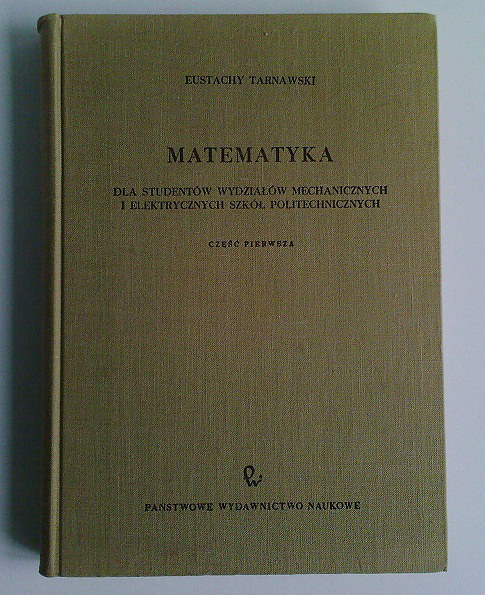 EUSTACHY TARNAWSKI
MATEMATYKA
DLA STUDENTÓW WYDZIAŁÓW MECHANICZNYCH
I ELEKTRYCZNYCH SZKÓŁ POLITECHNICZNYCH
CZĘŚĆ PIERWSZA
PAŃSTWOWE WYDAWNICTWO NAUKOWE